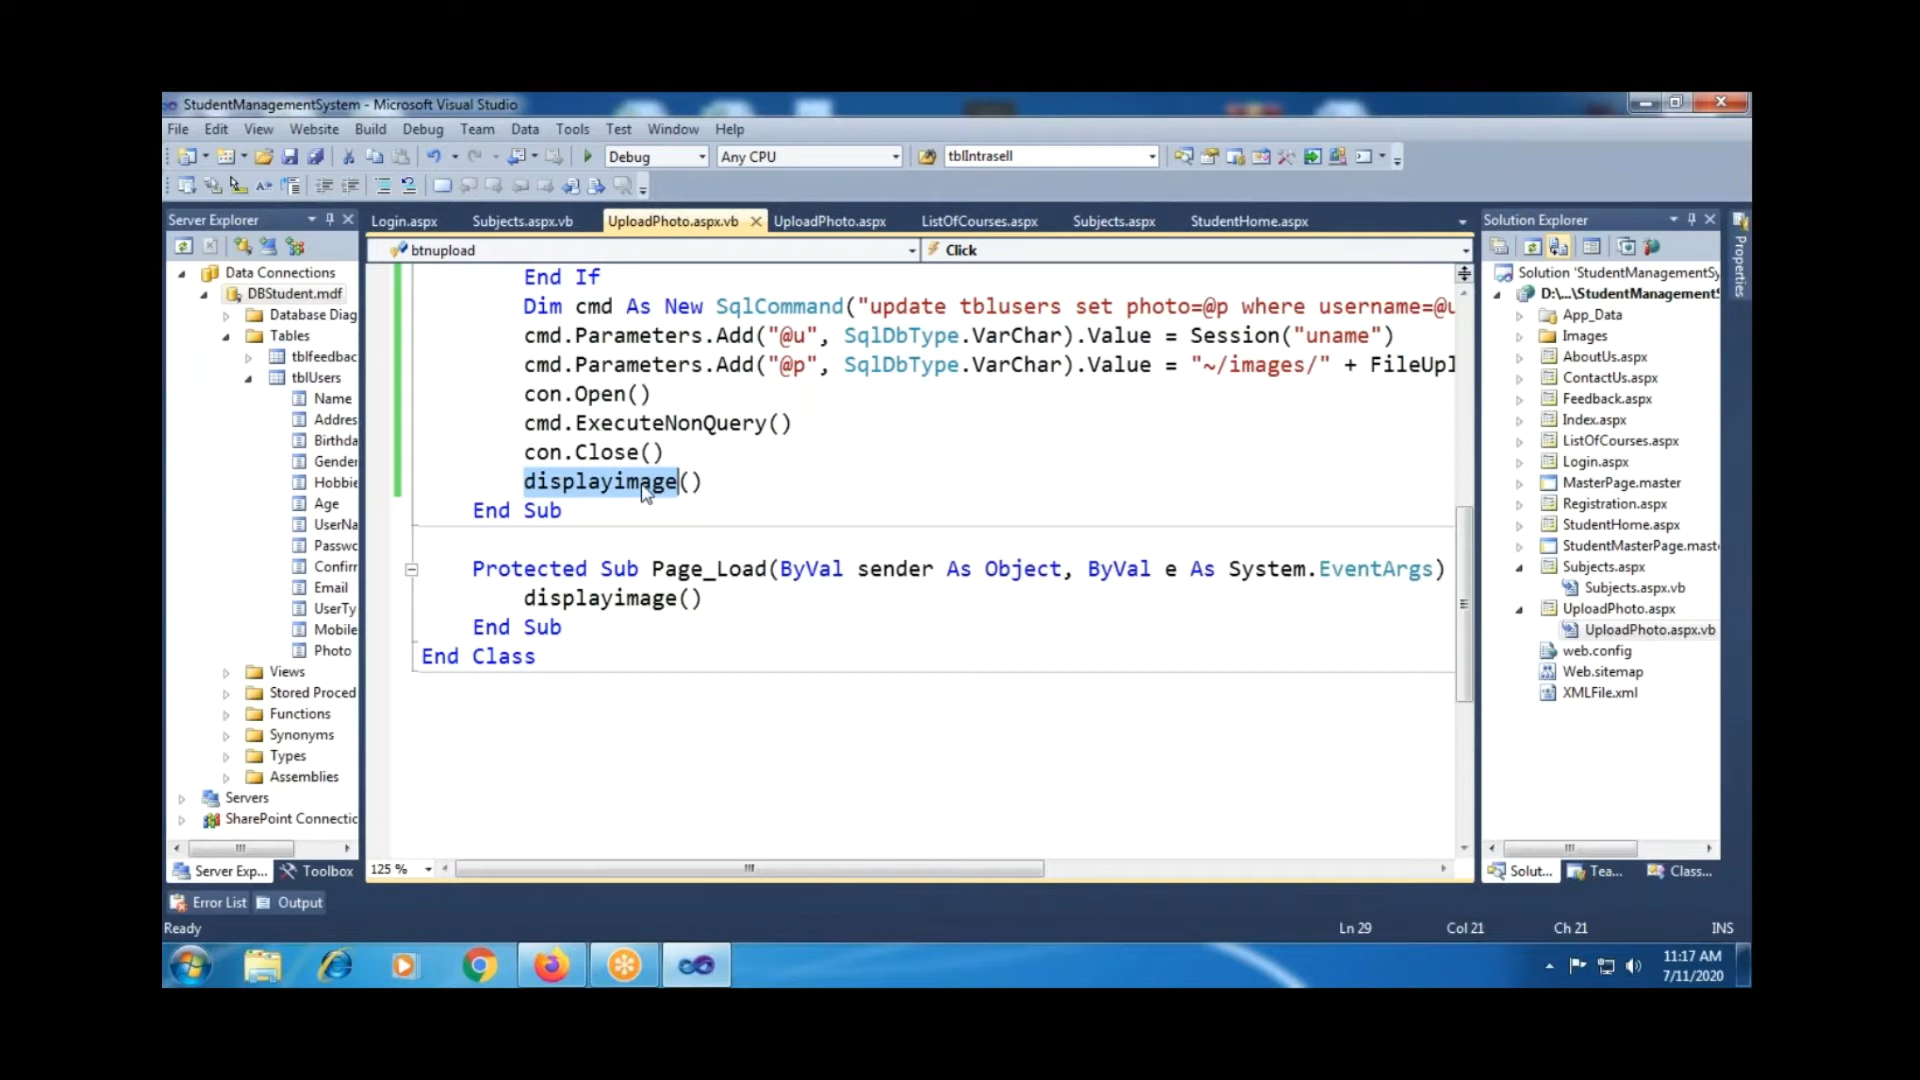 StudentManagementSystem - Microsoft Visual Studio
File Edit View Website Build Debug Team Data Tools Test Window Help
Debug Any CPU tblIntrasell
Server Explorer
Login.aspx Subjects.aspx.vb UploadPhoto.aspx.vb UploadPhoto.aspx ListOfCourses.aspx Subjects.aspx StudentHome.aspx
btnupload Click
Data Connections
DBStudent.mdf
Database Diag
Tables
tblfeedbac
tblUsers
Name
Addres
Birthda
Gender
Hobbie
Age
UserNa
Passwc
Confirr
Email
UserTy
Mobile
Photo
Views
Stored Proced
Functions
Synonyms
Types
Assemblies
Servers
SharePoint Connectic
Server Exp... Toolbox
End If
Dim cmd As New SqlCommand("update tblusers set photo=@p where username=@u
cmd.Parameters.Add("@u", SqlDbType.VarChar).Value = Session("uname")
cmd.Parameters.Add("@p", SqlDbType.VarChar).Value = "~/images/" + FileUpl
con.Open()
cmd.ExecuteNonQuery()
con.Close()
displayimage()
End Sub
Protected Sub Page_Load(ByVal sender As Object, ByVal e As System.EventArgs)
displayimage()
End Sub
End Class
125 %
Solution Explorer
Solution 'StudentManagementSy
D:\...\StudentManagementS
App_Data
Images
AboutUs.aspx
ContactUs.aspx
Feedback.aspx
Index.aspx
ListOfCourses.aspx
Login.aspx
MasterPage.master
Registration.aspx
StudentHome.aspx
StudentMasterPage.mast
Subjects.aspx
Subjects.aspx.vb
UploadPhoto.aspx
UploadPhoto.aspx.vb
web.config
Web.sitemap
XMLFile.xml
Solut... Tea... Class...
Properties
Error List Output
Ready Ln 29 Col 21 Ch 21 INS
11:17 AM
7/11/2020